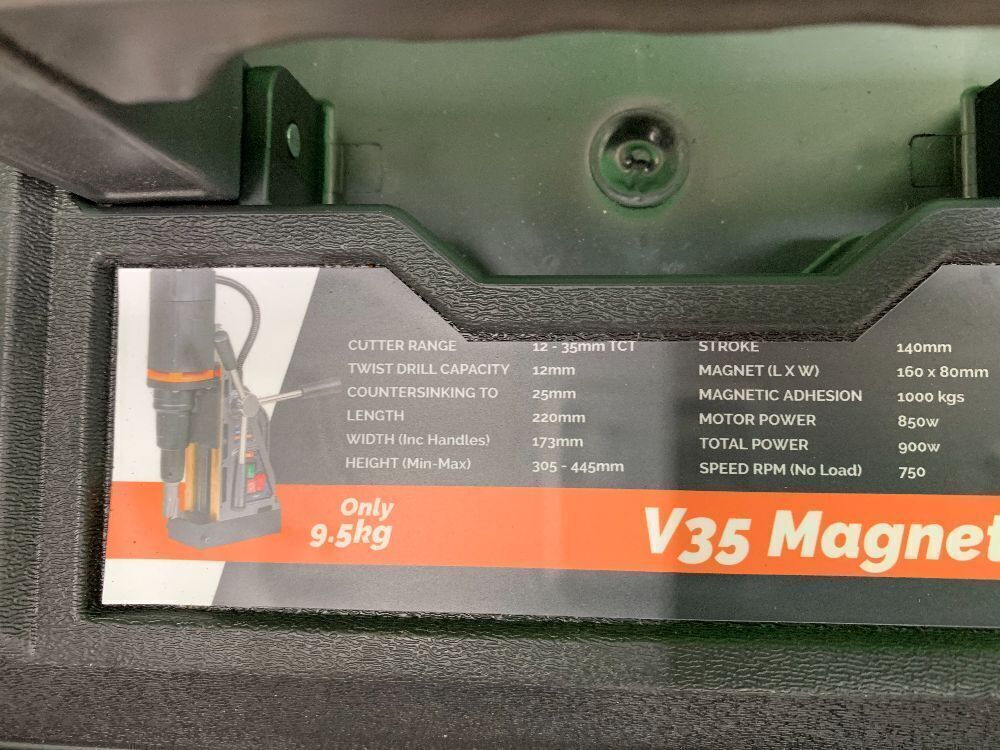 CUTTER RANGE 12 - 35mm TCT
TWIST DRILL CAPACITY 12mm
COUNTERSINKING TO 25mm
LENGTH 220mm
WIDTH (Inc Handles) 173mm
HEIGHT (Min-Max) 305 - 445mm
STROKE 140mm
MAGNET (L X W) 160 x 80mm
MAGNETIC ADHESION 1000 kgs
MOTOR POWER 850w
TOTAL POWER 900w
SPEED RPM (No Load) 750
Only
9.5kg
V35 Magnet